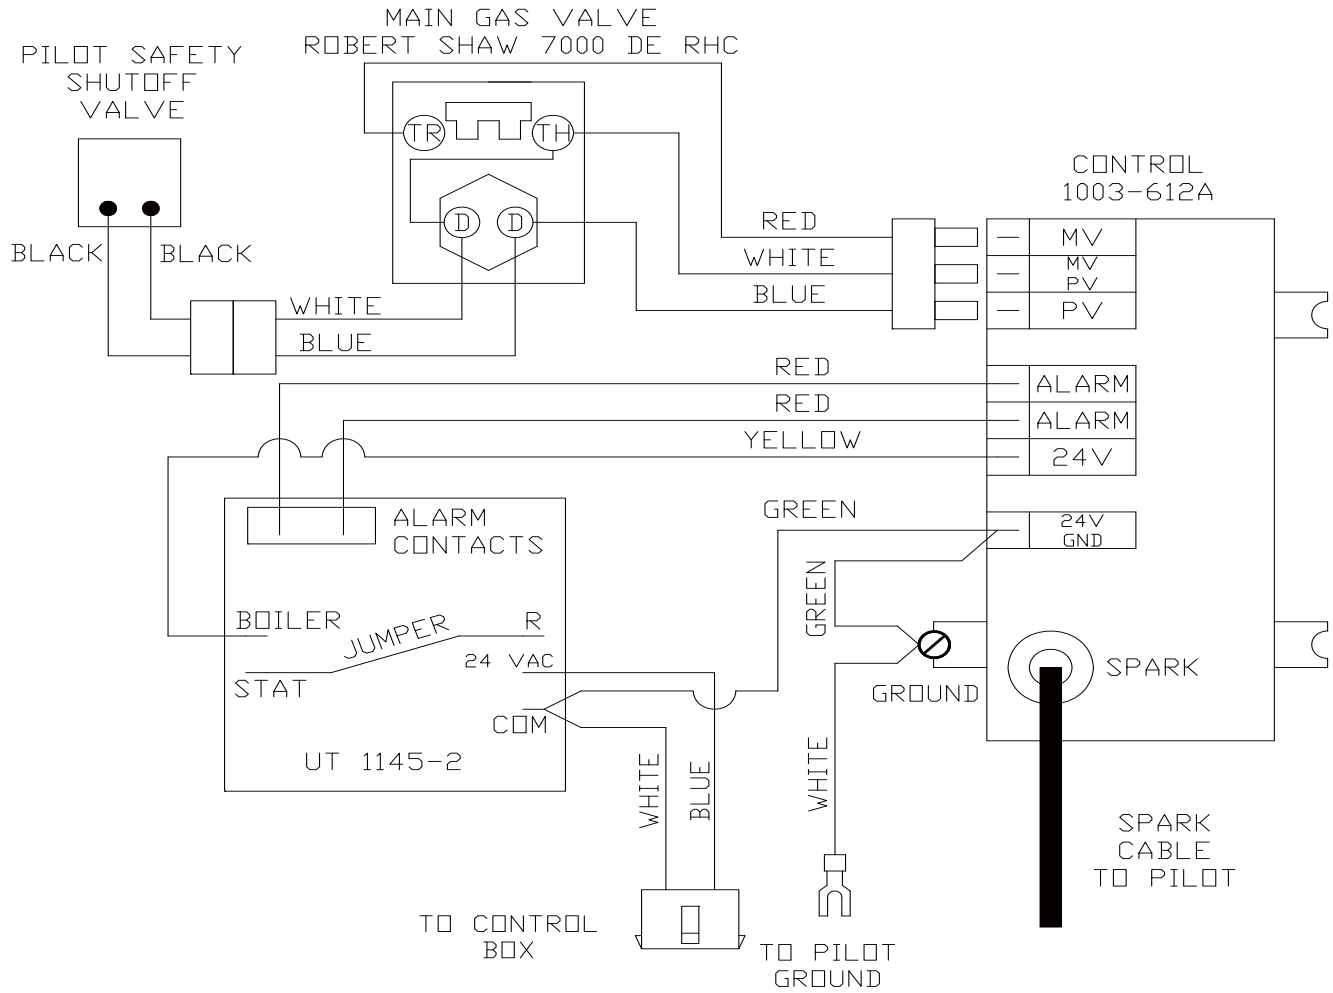 MAIN GAS VALVE
ROBERT SHAW 7000 DE RHC
PILOT SAFETY
SHUTOFF
VALVE
TR
TH
D
D
BLACK
BLACK
WHITE
BLUE
CONTROL
1003-612A
RED
WHITE
BLUE
MV
MV
PV
PV
RED
RED
YELLOW
ALARM
ALARM
24V
GREEN
24V
GND
ALARM
CONTACTS
BOILER
JUMPER
R
24 VAC
STAT
COM
UT 1145-2
GREEN
GROUND
SPARK
WHITE
BLUE
WHITE
SPARK
CABLE
TO PILOT
TO CONTROL
BOX
TO PILOT
GROUND